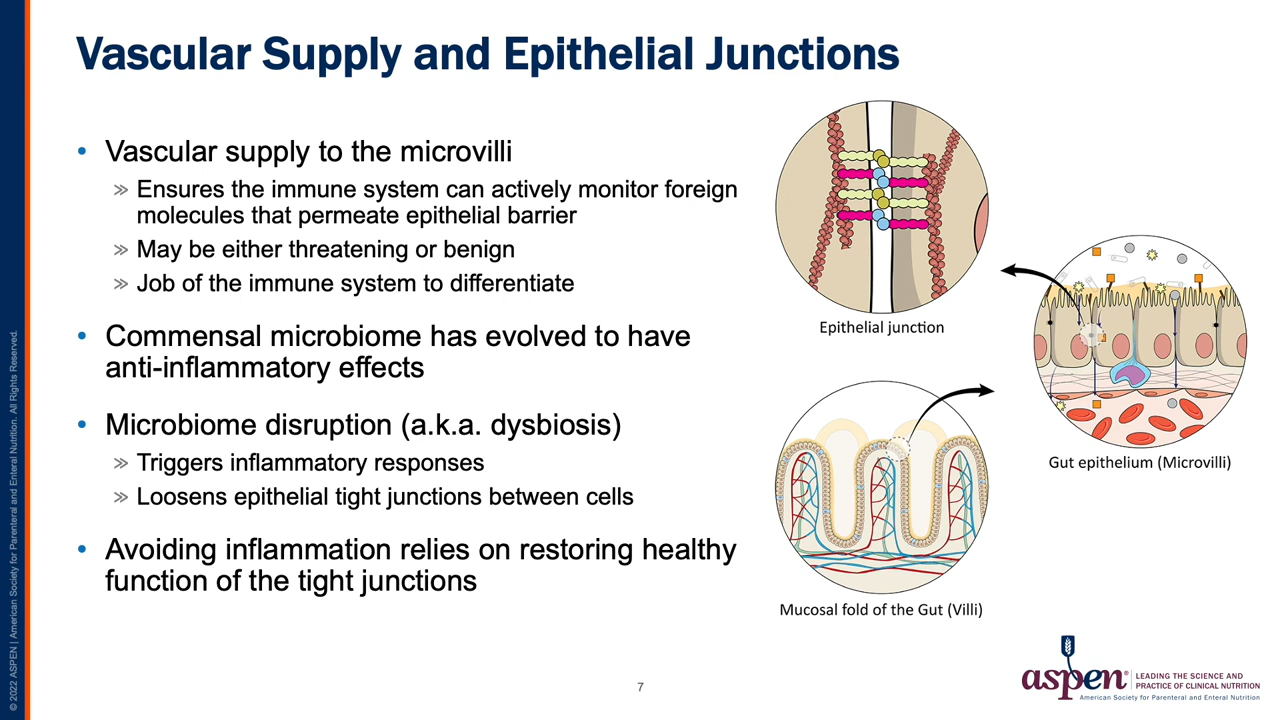 Vascular Supply and Epithelial Junctions
• Vascular supply to the microvilli
» Ensures the immune system can actively monitor foreign
molecules that permeate epithelial barrier
» May be either threatening or benign
» Job of the immune system to differentiate
• Commensal microbiome has evolved to have
anti-inflammatory effects
• Microbiome disruption (a.k.a. dysbiosis)
» Triggers inflammatory responses
» Loosens epithelial tight junctions between cells
• Avoiding inflammation relies on restoring healthy
function of the tight junctions
Epithelial junction
Gut epithelium (Microvilli)
Mucosal fold of the Gut (Villi)
© 2022 ASPEN | American Society for Parenteral and Enteral Nutrition. All Rights Reserved.
7
aspen®
LEADING THE SCIENCE AND
PRACTICE OF CLINICAL NUTRITION
American Society for Parenteral and Enteral Nutrition